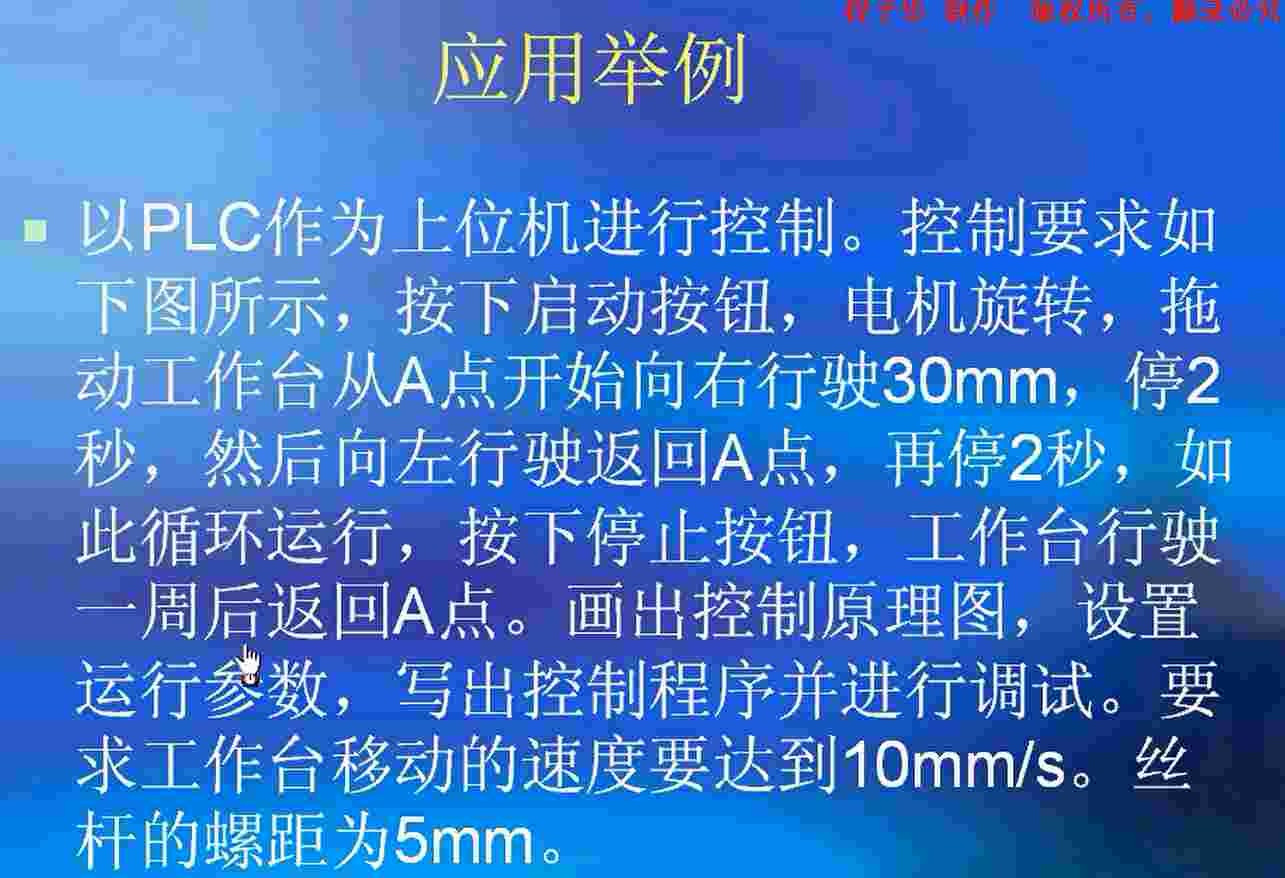 应用举例
以PLC作为上位机进行控制。控制要求如
下图所示，按下启动按钮，电机旋转，拖
动工作台从A点开始向右行驶30mm，停2
秒，然后向左行驶返回A点，再停2秒，如
此循环运行，按下停止按钮，工作台行驶
一周后返回A点。画出控制原理图，设置
运行参数，写出控制程序并进行调试。要
求工作台移动的速度要达到10mm/s。丝
杆的螺距为5mm。